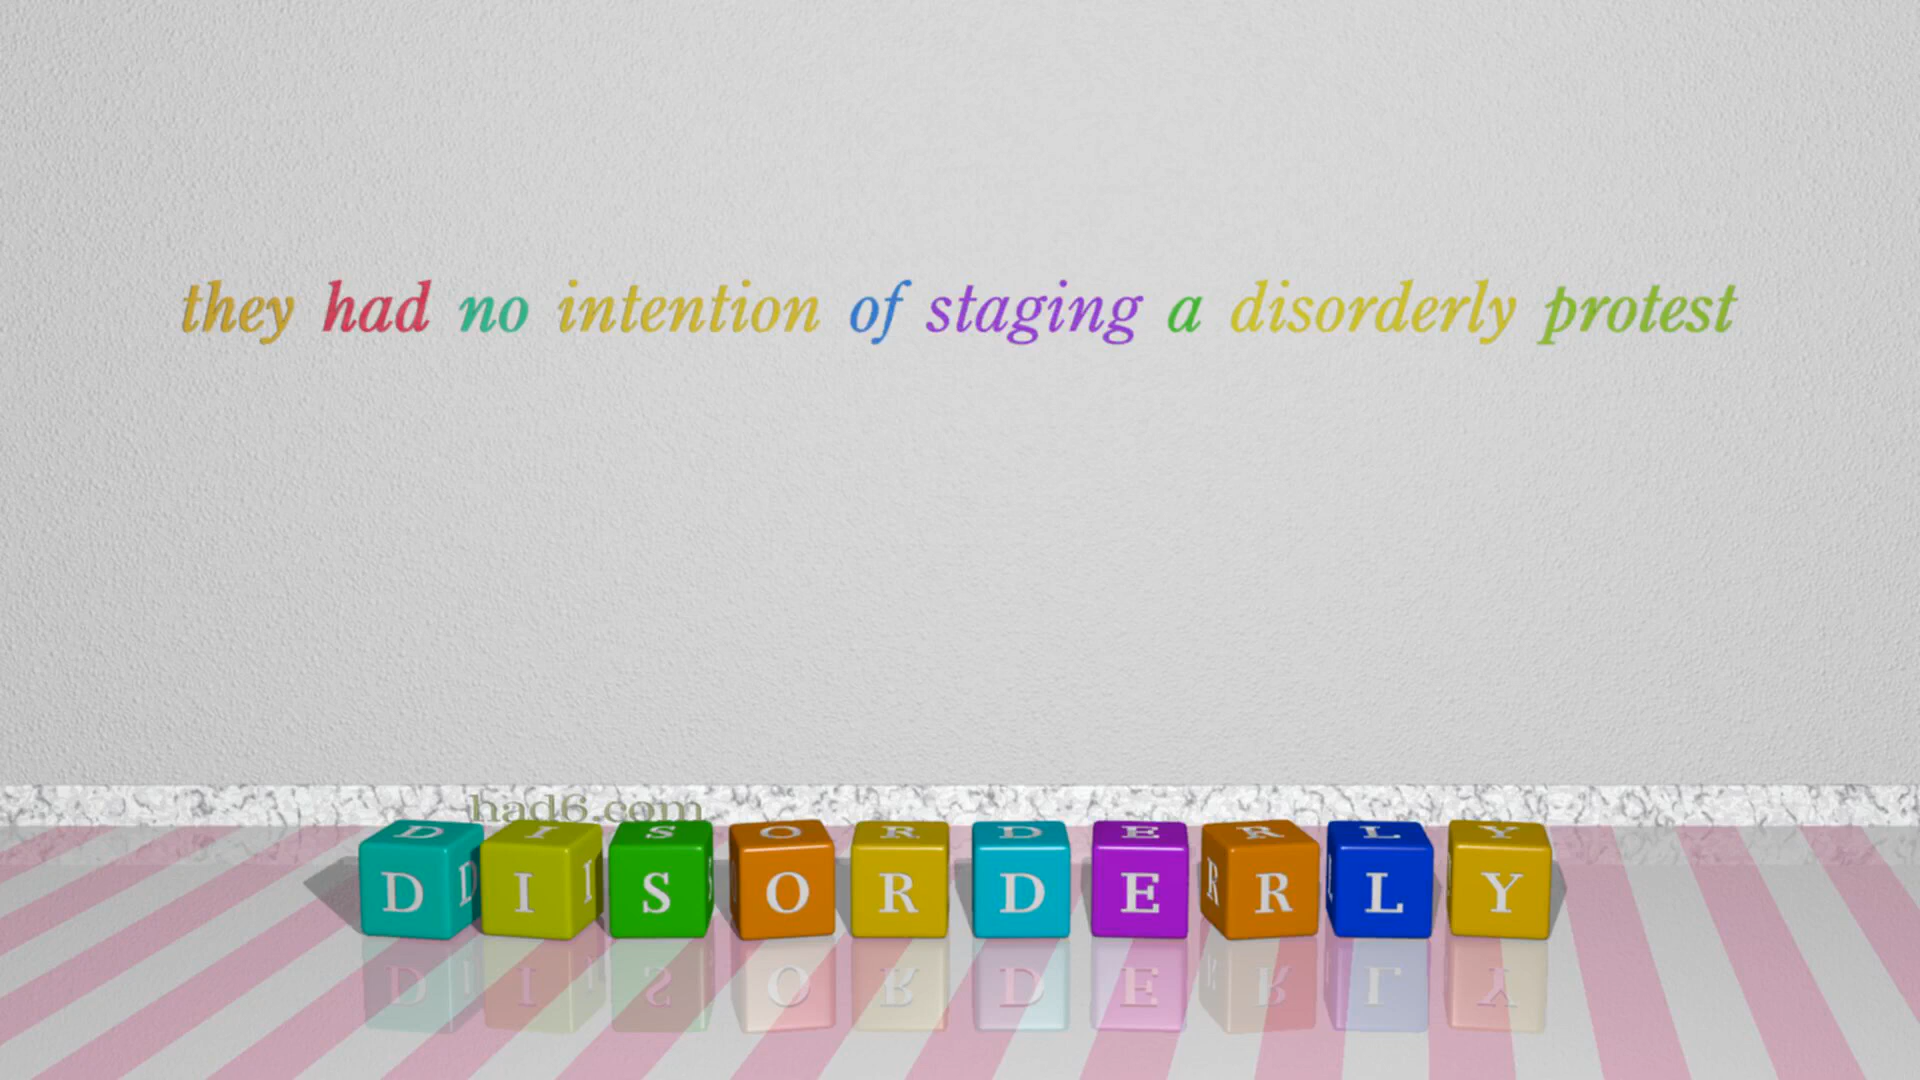 they had no intention of staging a disorderly protest
had6.com
DISORDERLY